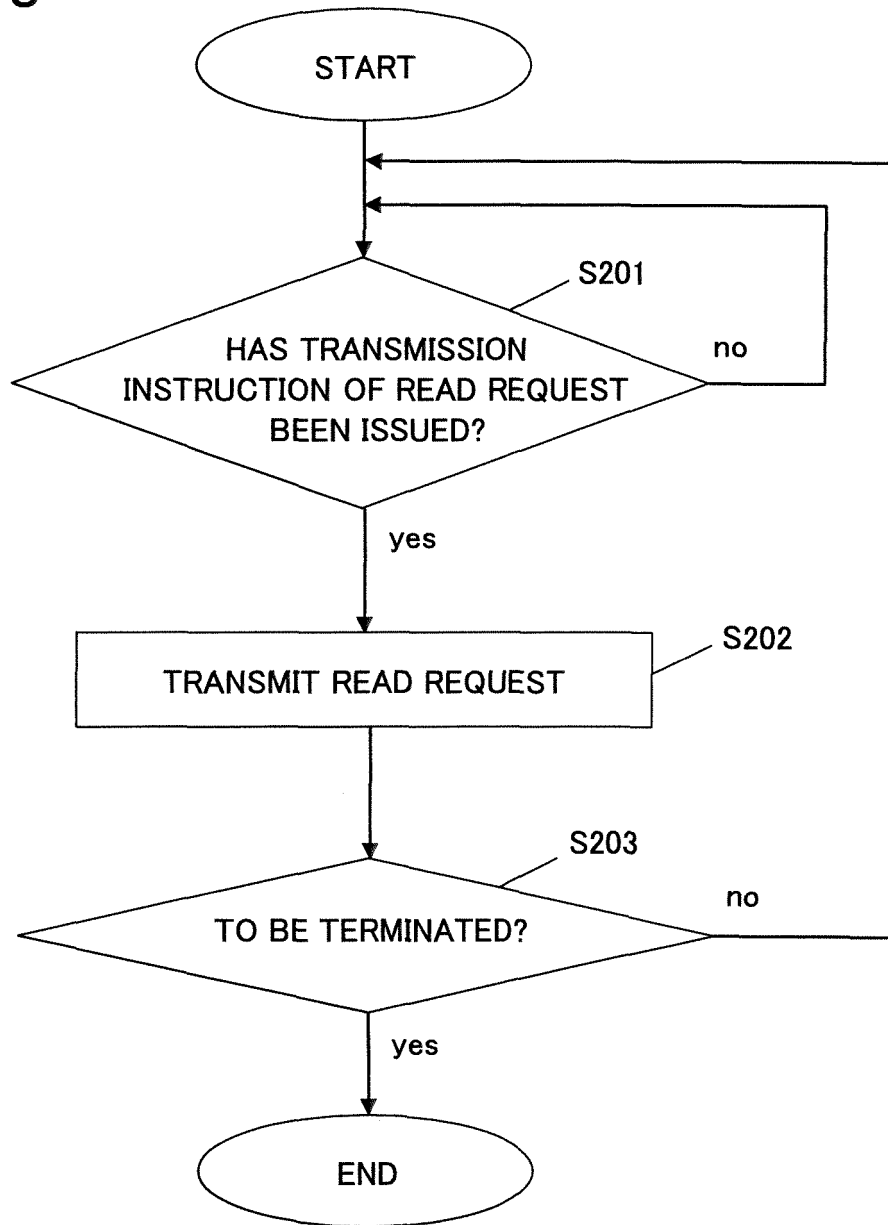 START
S201
HAS TRANSMISSION
INSTRUCTION OF READ REQUEST
BEEN ISSUED?
no
yes
S202
TRANSMIT READ REQUEST
S203
TO BE TERMINATED?
no
yes
END